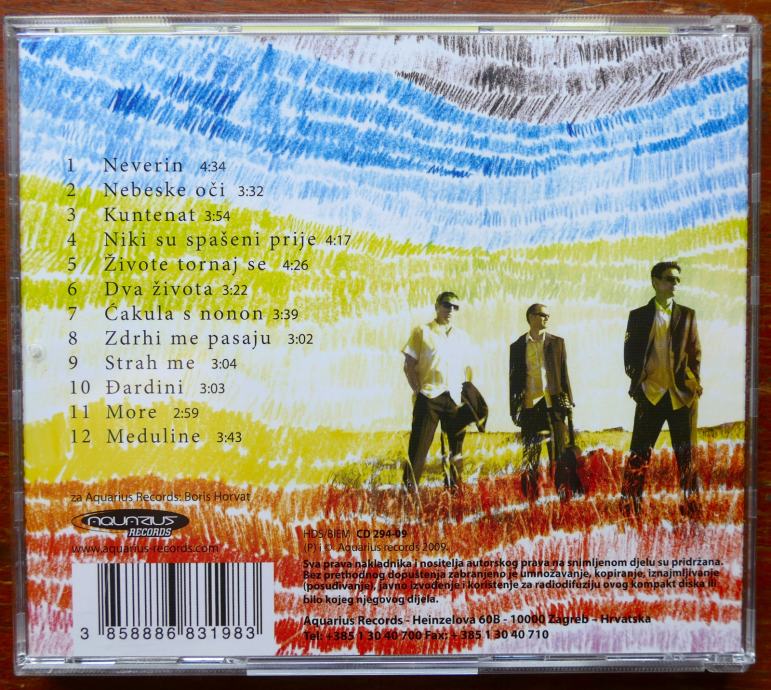 1 Neverin 4:34
2 Nebeske oči 3:32
3 Kuntenat 3:54
4 Niki su spašeni prije 4:17
5 Živote tornaj se 4:26
6 Dva života 3:22
7 Ćakula s nonon 3:39
8 Zdrhi me pasaju 3:02
9 Strah me 3:04
10 Đardini 3:03
11 More 2:59
12 Meduline 3:43
za Aquarius Records: Boris Horvat
AQUARIUS
RECORDS
www.aquarius-records.com
3 858886 831983
HDS/BIEM CD 294-09
(P) i © Aquarius records 2009.
Sva prava nakladnika i nositelja autorskog prava na snimljenom djelu su pridržana.
Bez prethodnog dopuštenja zabranjeno je umnožavanje, kopiranje, iznajmljivanje
(posuđivanje), javno izvođenje i korištenje za radiodifuziju ovog kompakt diska ili
bilo kojeg njegovog dijela.
Aquarius Records - Heinzelova 60B - 10000 Zagreb – Hrvatska
Tel: +385 1 30 40 700 Fax: + 385 1 30 40 710